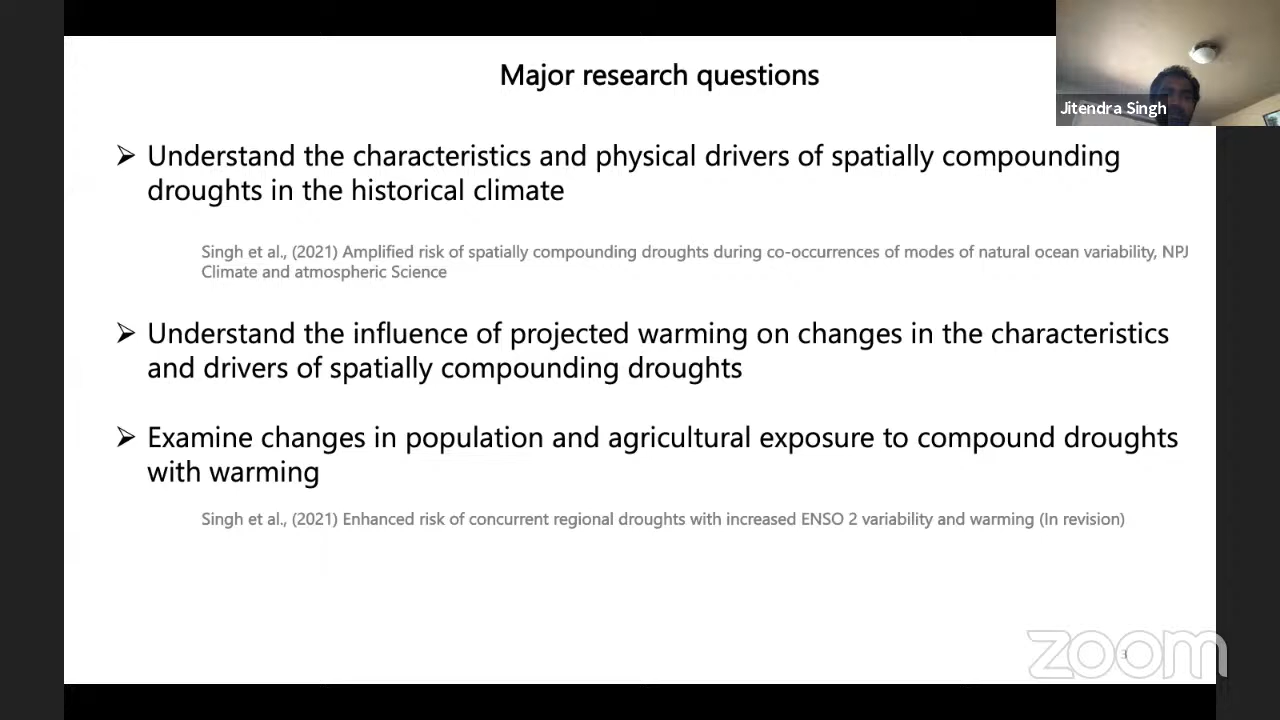 Major research questions
Jitendra Singh
➢ Understand the characteristics and physical drivers of spatially compounding
droughts in the historical climate
Singh et al., (2021) Amplified risk of spatially compounding droughts during co-occurrences of modes of natural ocean variability, NPJ
Climate and atmospheric Science
➢ Understand the influence of projected warming on changes in the characteristics
and drivers of spatially compounding droughts
➢ Examine changes in population and agricultural exposure to compound droughts
with warming
Singh et al., (2021) Enhanced risk of concurrent regional droughts with increased ENSO 2 variability and warming (In revision)
3
zoom